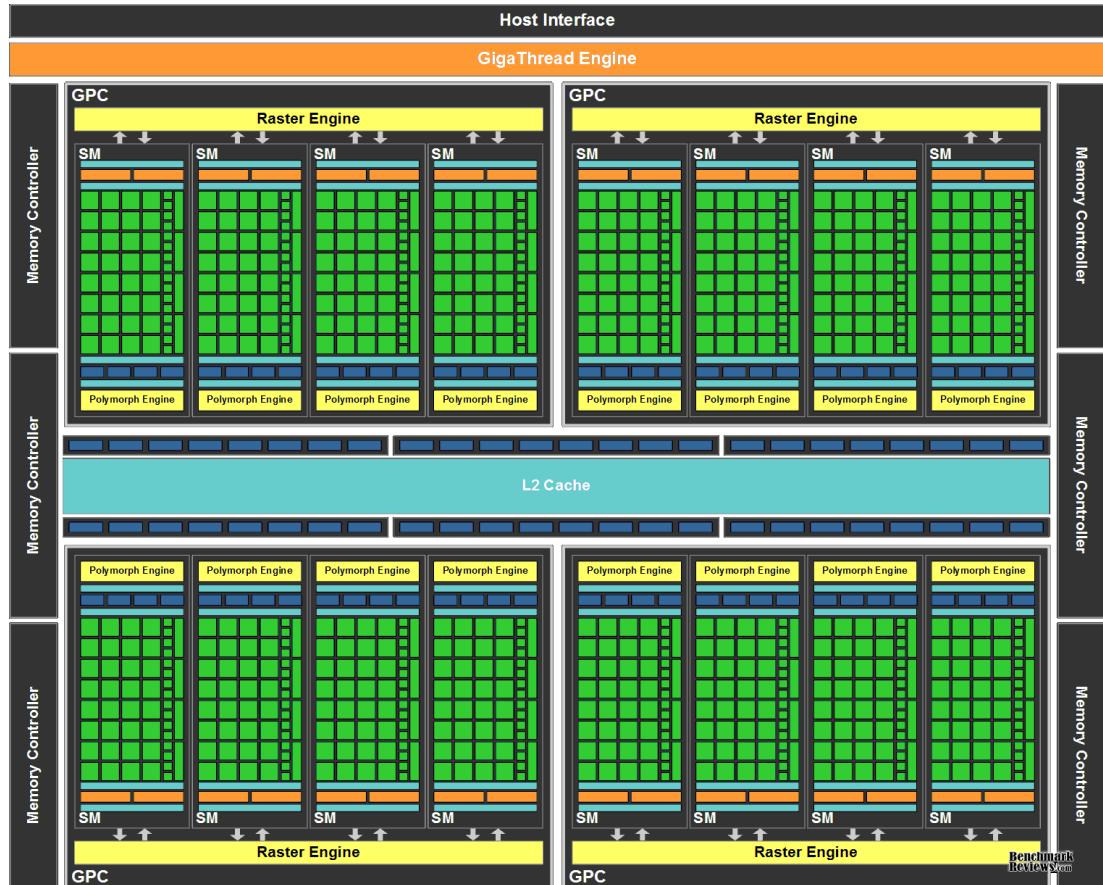 Host Interface
GigaThread Engine
GPC
GPC
Raster Engine
Raster Engine
SM
SM
SM
SM
SM
SM
SM
SM
Memory Controller
Memory Controller
Polymorph Engine
Polymorph Engine
Polymorph Engine
Polymorph Engine
Polymorph Engine
Polymorph Engine
Polymorph Engine
Polymorph Engine
Memory Controller
Memory Controller
L2 Cache
Polymorph Engine
Polymorph Engine
Polymorph Engine
Polymorph Engine
Polymorph Engine
Polymorph Engine
Polymorph Engine
Polymorph Engine
Memory Controller
Memory Controller
SM
SM
SM
SM
SM
SM
SM
SM
Raster Engine
Raster Engine
GPC
GPC
Benchmark
Reviews.com